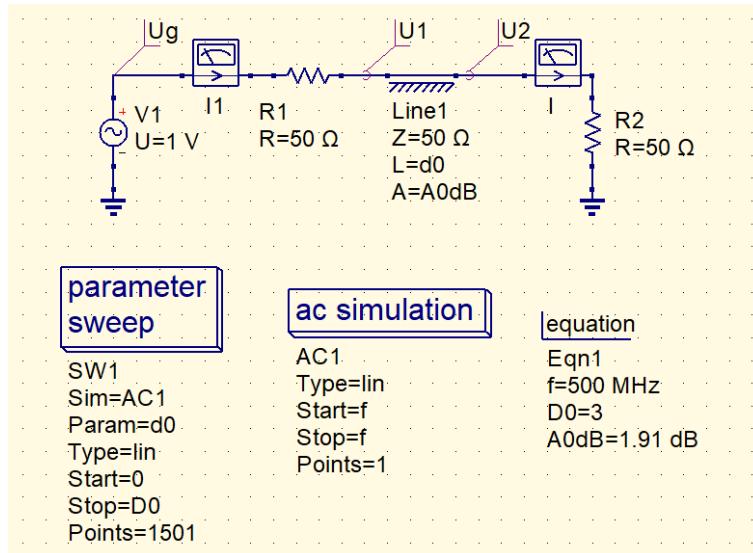 Ug
U1
U2
V1
U=1 V
+
−
I1
R1
R=50 Ω
Line1
Z=50 Ω
L=d0
A=A0dB
I
R2
R=50 Ω
parameter
sweep
SW1
Sim=AC1
Param=d0
Type=lin
Start=0
Stop=D0
Points=1501
ac simulation
AC1
Type=lin
Start=f
Stop=f
Points=1
equation
Eqn1
f=500 MHz
D0=3
A0dB=1.91 dB